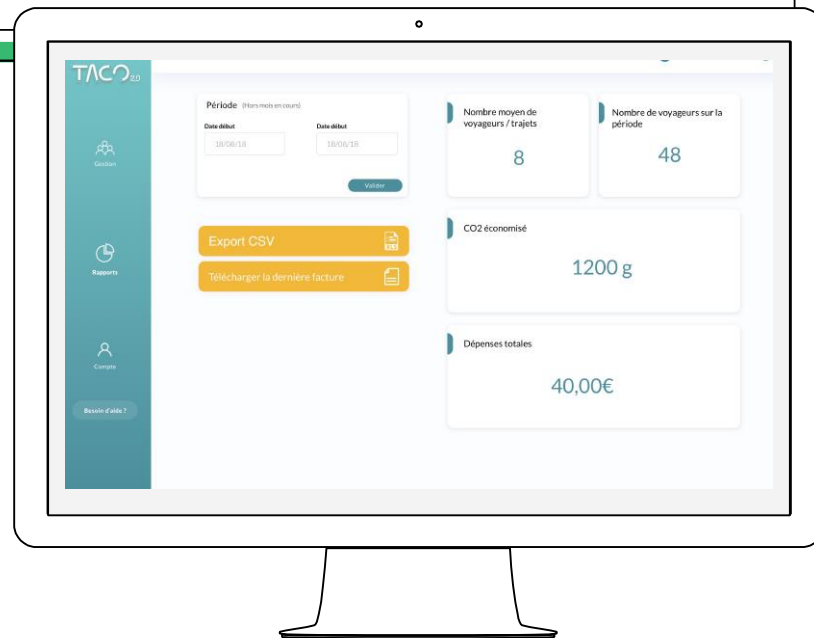 TACO 2.0
Gestion
Rapports
Compte
Besoin d'aide ?
Période (Hors mois en cours)
Date début
Date début
18/08/18
18/08/18
Valider
Export CSV
Télécharger la dernière facture
Nombre moyen de
voyageurs / trajets
8
Nombre de voyageurs sur la
période
48
CO2 économisé
1200 g
Dépenses totales
40,00€